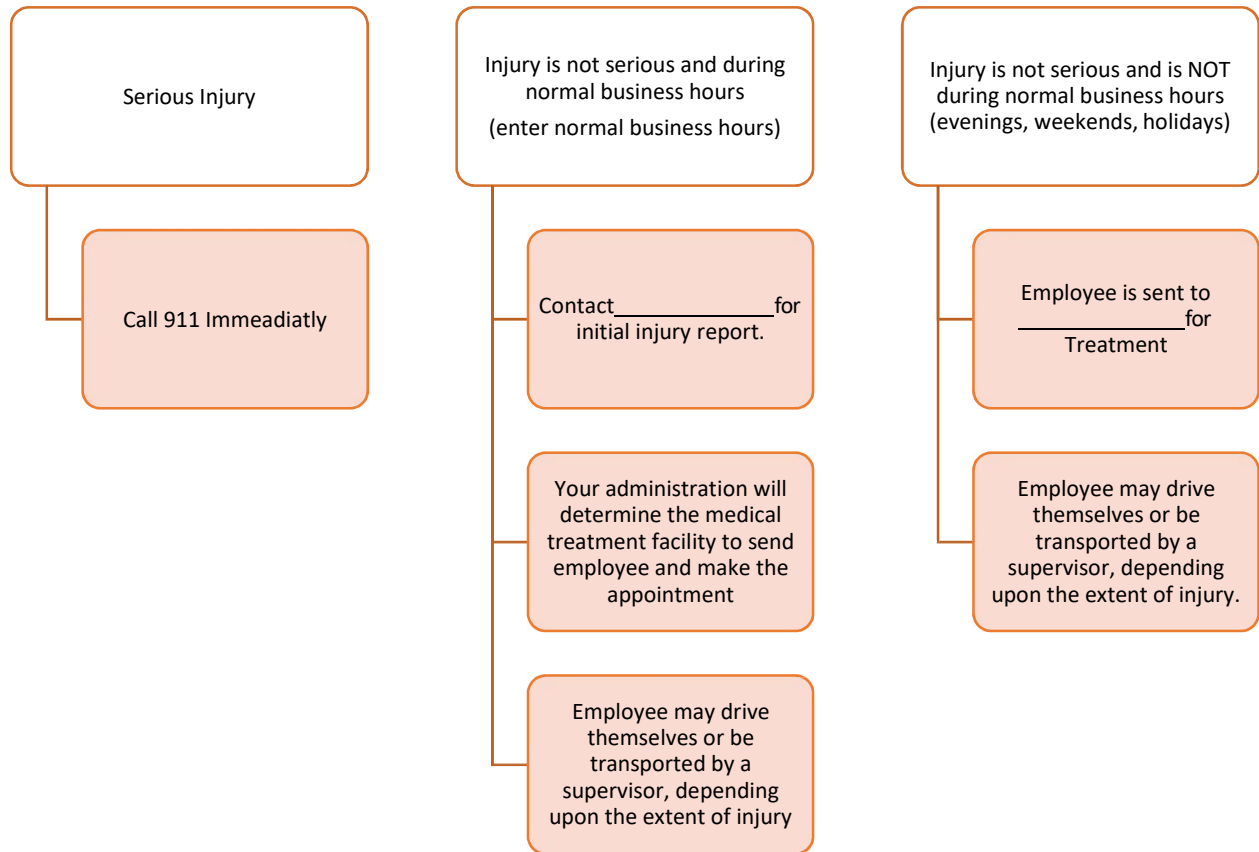 Serious Injury
Call 911 Immeadiatly
Injury is not serious and during
normal business hours
(enter normal business hours)
Contact______________for
initial injury report.
Your administration will
determine the medical
treatment facility to send
employee and make the
appointment
Employee may drive
themselves or be
transported by a
supervisor, depending
upon the extent of injury
Injury is not serious and is NOT
during normal business hours
(evenings, weekends, holidays)
Employee is sent to
______________for
Treatment
Employee may drive
themselves or be
transported by a
supervisor, depending
upon the extent of injury.